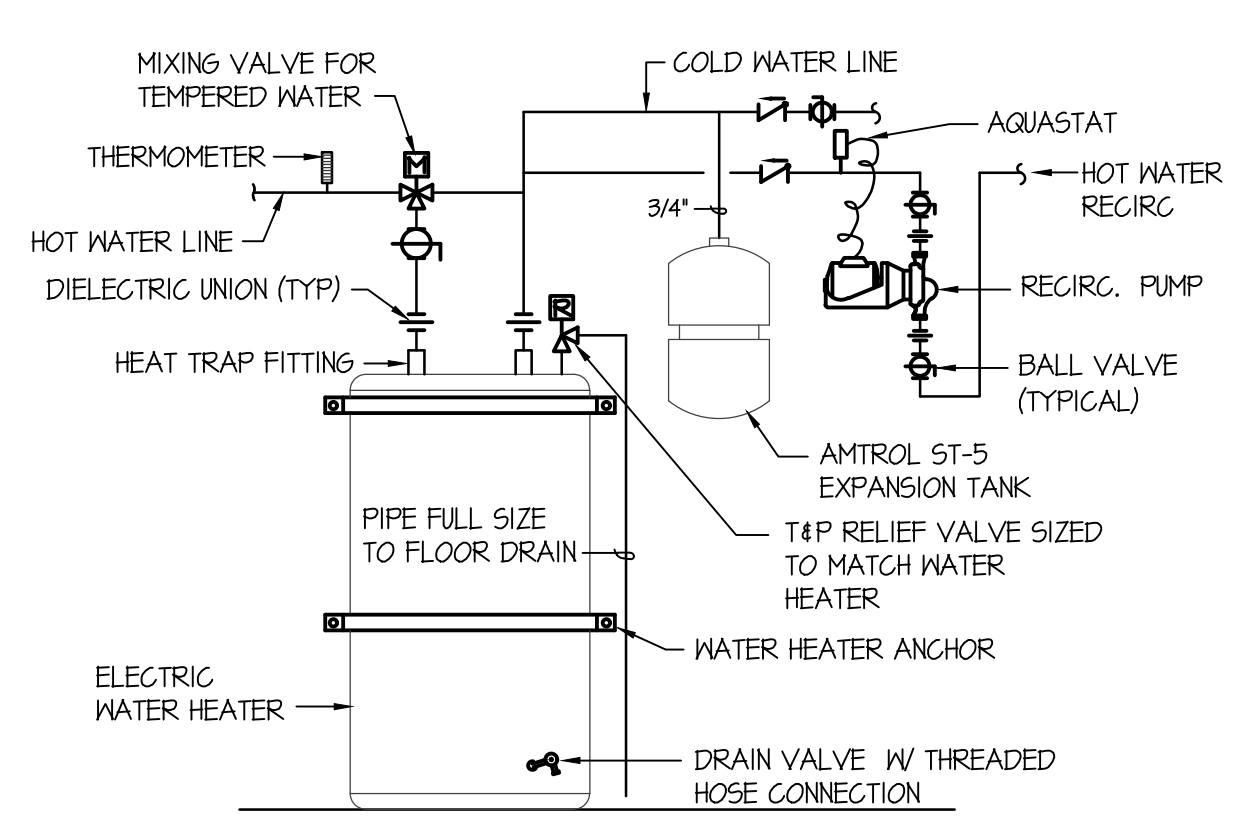 MIXING VALVE FOR
TEMPERED WATER
COLD WATER LINE
AQUASTAT
THERMOMETER
M
HOT WATER
RECIRC
3/4"
HOT WATER LINE
DIELECTRIC UNION (TYP)
RECIRC. PUMP
R
HEAT TRAP FITTING
BALL VALVE
(TYPICAL)
AMTROL ST-5
EXPANSION TANK
PIPE FULL SIZE
TO FLOOR DRAIN
T&P RELIEF VALVE SIZED
TO MATCH WATER
HEATER
WATER HEATER ANCHOR
ELECTRIC
WATER HEATER
DRAIN VALVE W/ THREADED
HOSE CONNECTION